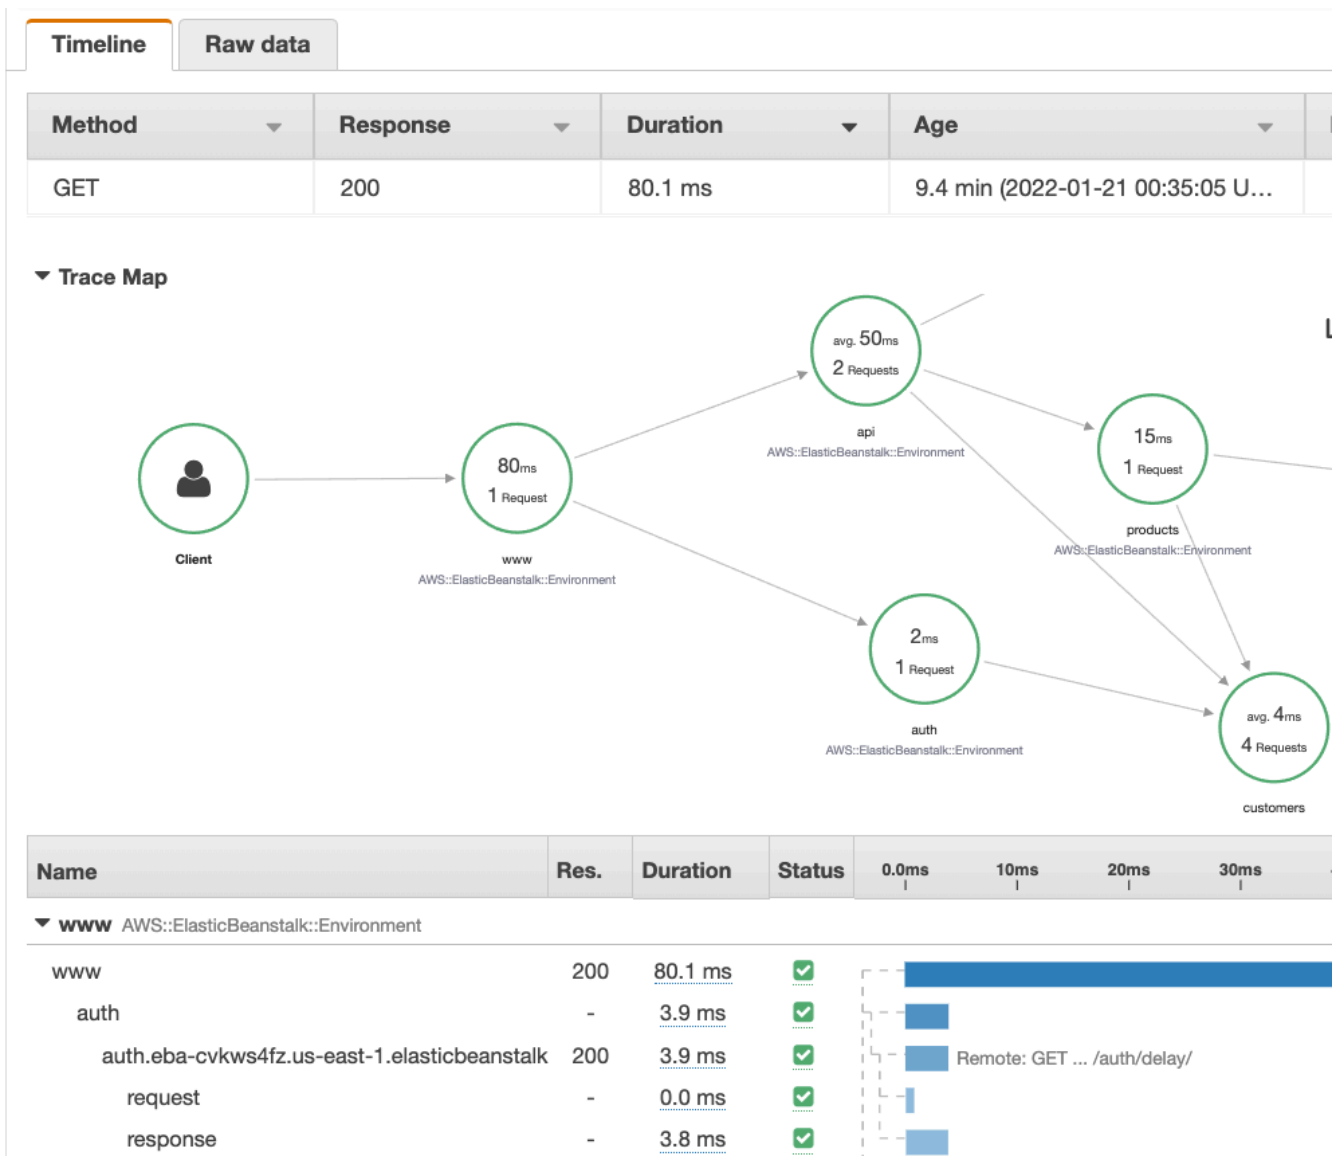 Timeline Raw data
Method Response Duration Age
GET 200 80.1 ms 9.4 min (2022-01-21 00:35:05 U...
Trace Map
avg. 50ms
2 Requests
api
AWS::ElasticBeanstalk::Environment
15ms
1 Request
products
AWS::ElasticBeanstalk::Environment
80ms
1 Request
www
AWS::ElasticBeanstalk::Environment
Client
2ms
1 Request
auth
AWS::ElasticBeanstalk::Environment
avg. 4ms
4 Requests
customers
Name Res. Duration Status 0.0ms 10ms 20ms 30ms
www AWS::ElasticBeanstalk::Environment
www 200 80.1 ms
auth - 3.9 ms
auth.eba-cvkws4fz.us-east-1.elasticbeanstalk 200 3.9 ms Remote: GET ... /auth/delay/
request - 0.0 ms
response - 3.8 ms